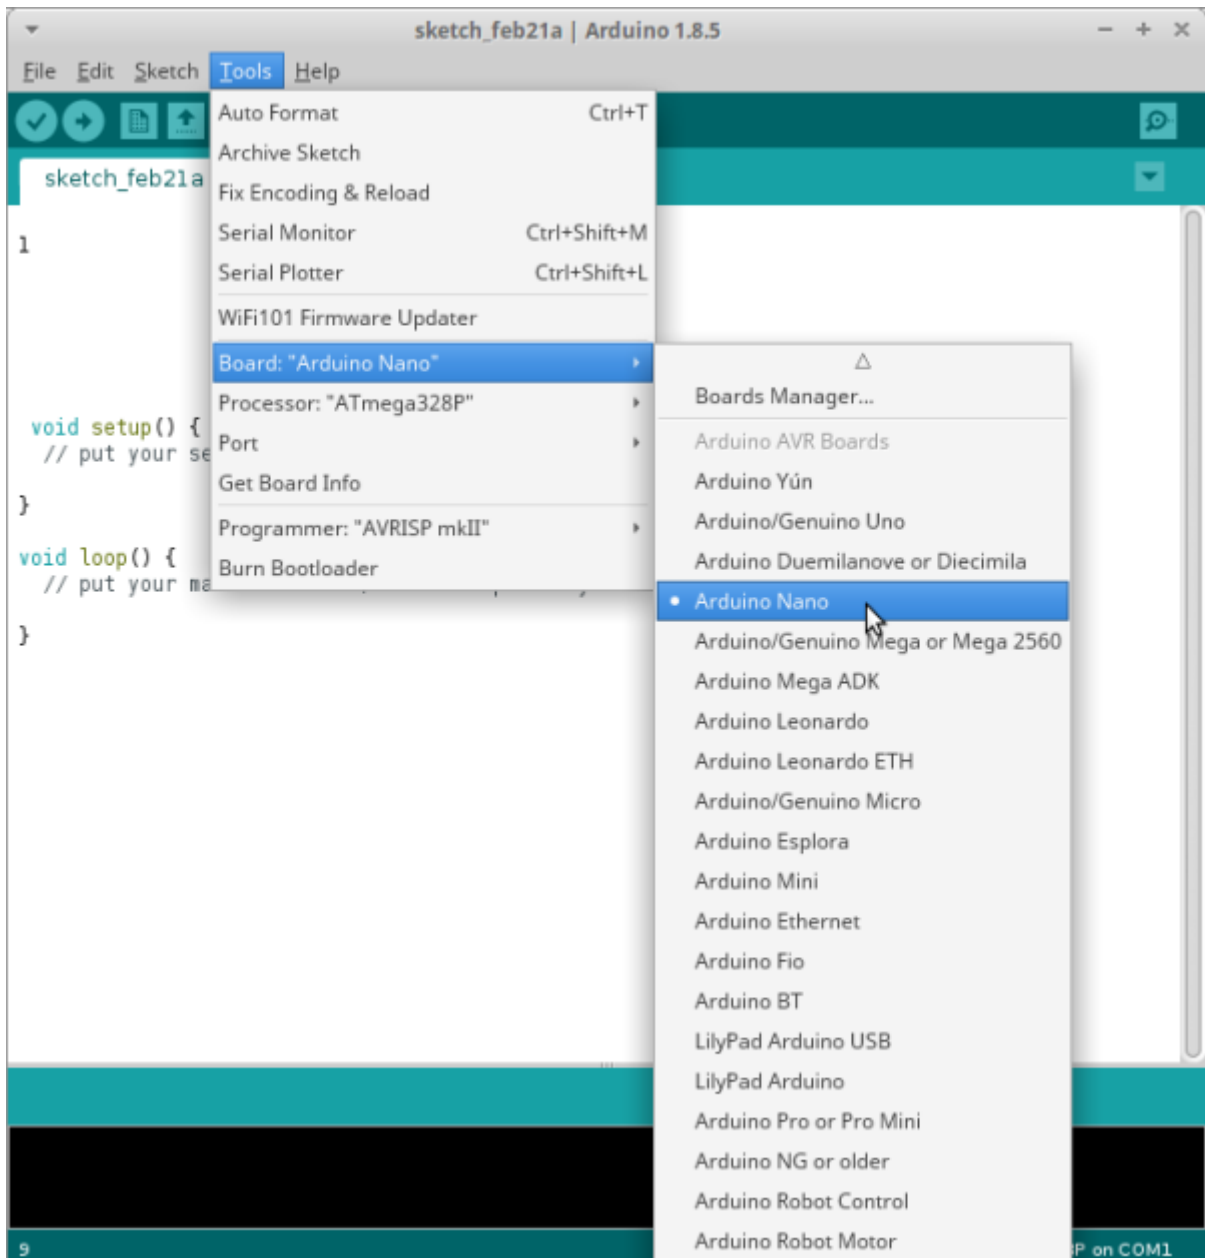 sketch_feb21a | Arduino 1.8.5
File Edit Sketch Tools Help
sketch_feb21a
1
void setup() {
// put your se
}
void loop() {
// put your ma
}
Auto Format Ctrl+T
Archive Sketch
Fix Encoding & Reload
Serial Monitor Ctrl+Shift+M
Serial Plotter Ctrl+Shift+L
WiFi101 Firmware Updater
Board: "Arduino Nano"
Processor: "ATmega328P"
Port
Get Board Info
Programmer: "AVRISP mkII"
Burn Bootloader
Boards Manager...
Arduino AVR Boards
Arduino Yún
Arduino/Genuino Uno
Arduino Duemilanove or Diecimila
Arduino Nano
Arduino/Genuino Mega or Mega 2560
Arduino Mega ADK
Arduino Leonardo
Arduino Leonardo ETH
Arduino/Genuino Micro
Arduino Esplora
Arduino Mini
Arduino Ethernet
Arduino Fio
Arduino BT
LilyPad Arduino USB
LilyPad Arduino
Arduino Pro or Pro Mini
Arduino NG or older
Arduino Robot Control
Arduino Robot Motor
9
P on COM1